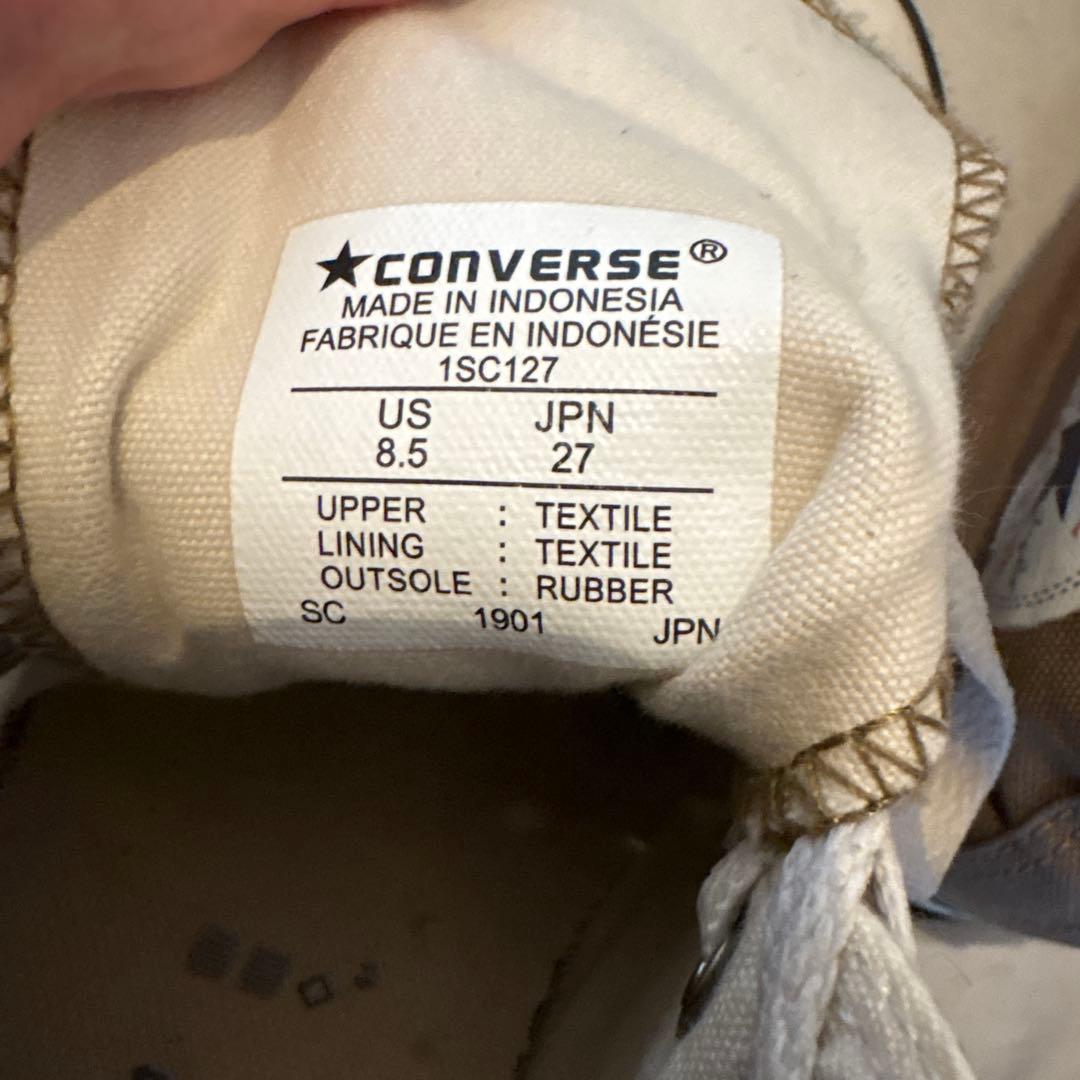 ★CONVERSE®
MADE IN INDONESIA
FABRIQUE EN INDONÉSIE
1SC127
US JPN
8.5 27
UPPER : TEXTILE
LINING : TEXTILE
OUTSOLE : RUBBER
SC 1901 JPN